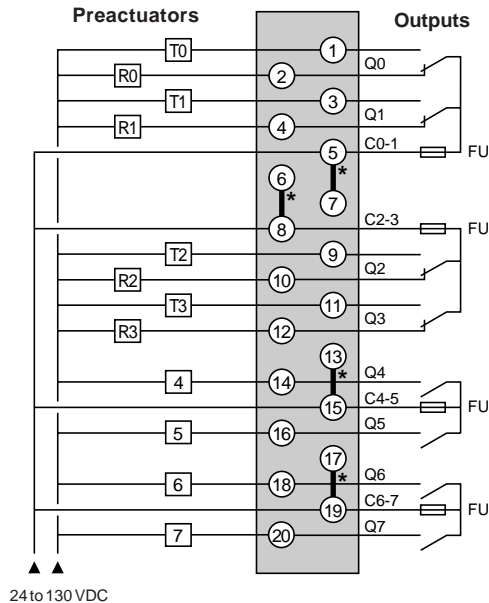 Preactuators
Outputs
T0 1
R0 2 Q0
T1 3
R1 4 Q1
5 C0-1 FU
6 *
* 7
8 C2-3 FU
T2 9
R2 10 Q2
T3 11
R3 12 Q3
13
4 14 * Q4
15 C4-5 FU
5 16 Q5
17
6 18 * Q6
19 C6-7 FU
7 20 Q7
24 to 130 VDC